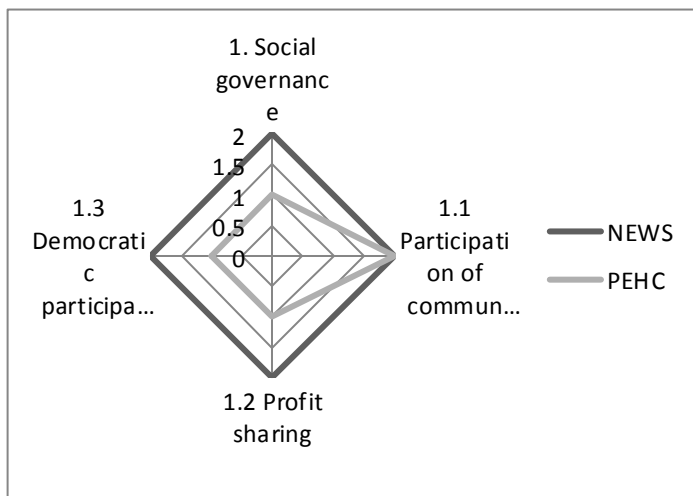 1. Social
governanc
e
2
1.5
1
0.5
0
1.1
Participati
on of
commun...
1.2 Profit
sharing
1.3
Democrati
c
participa...
NEWS
PEHC